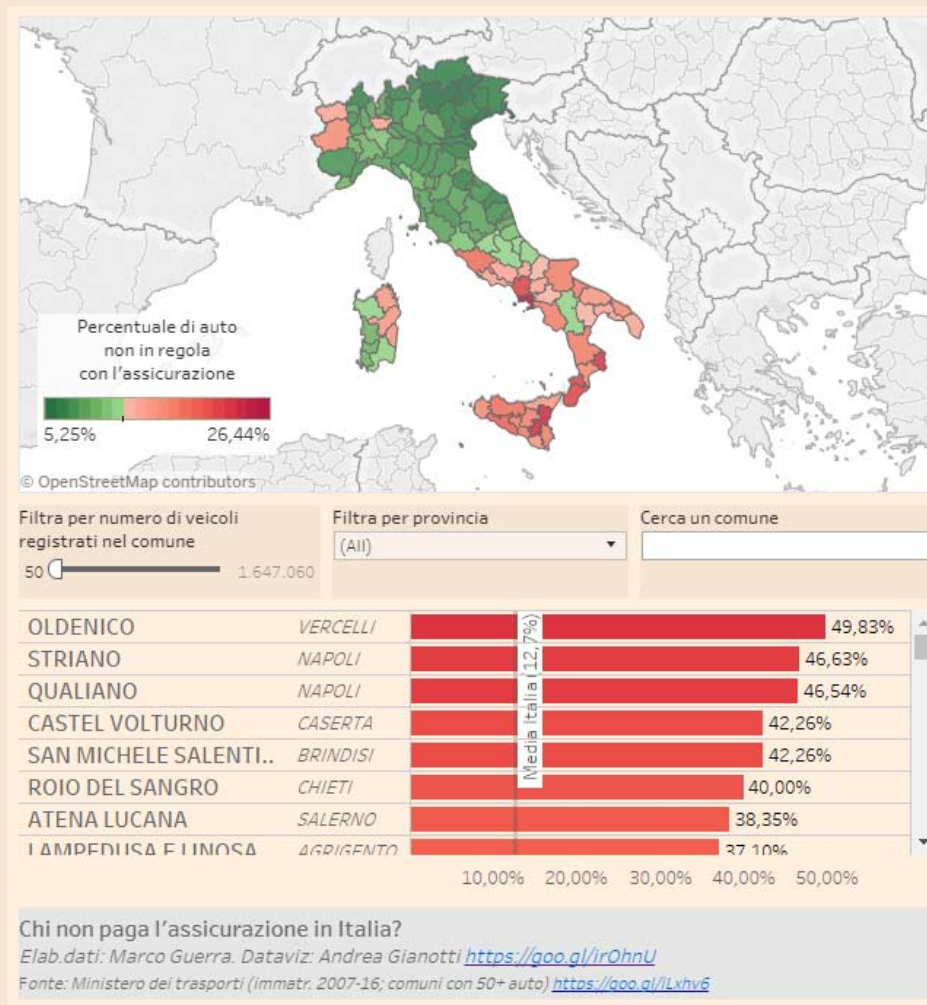 Percentuale di auto
non in regola
con l'assicurazione
5,25% 26,44%
© OpenStreetMap contributors
Filtra per numero di veicoli
registrati nel comune
50 1.647.060
Filtra per provincia
(All)
Cerca un comune
OLDENICO VERCELLI 49,83%
STRIANO NAPOLI 46,63%
QUALIANO NAPOLI 46,54%
CASTEL VOLTURNO CASERTA 42,26%
SAN MICHELE SALENTI.. BRINDISI 42,26%
ROIO DEL SANGRO CHIETI 40,00%
ATENA LUCANA SALERNO 38,35%
LAMPEDUSA E LINOSA AGRIGENTO 37,10%
Media Italia (12,7%)
10,00% 20,00% 30,00% 40,00% 50,00%
Chi non paga l'assicurazione in Italia?
Elab.dati: Marco Guerra. Dataviz: Andrea Gianotti https://goo.gl/irOhnU
Fonte: Ministero dei trasporti (immatr. 2007-16; comuni con 50+ auto) https://goo.gl/iLxhv6